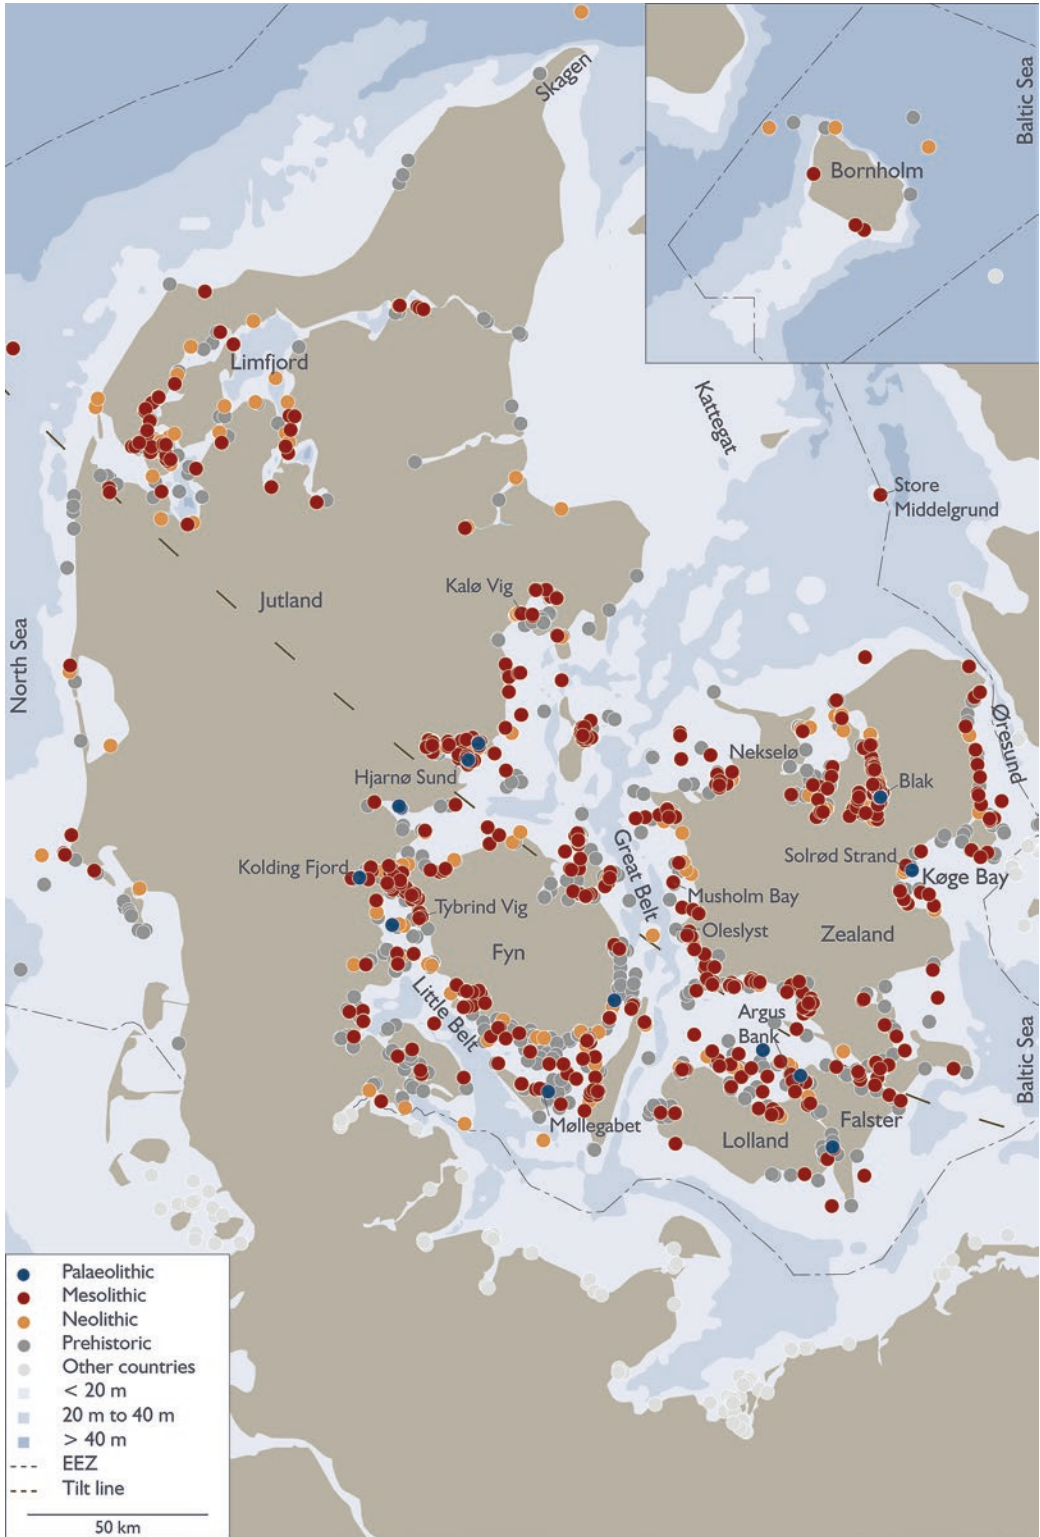 Skagen
Baltic Sea
Bornholm
Limfjord
Kattegat
Store
Middelgrund
Kalø Vig
Jutland
North Sea
Øresund
Nekselø
Hjarnø Sund
Blak
Great Belt
Solrød Strand
Køge Bay
Kolding Fjord
Musholm Bay
Tybrind Vig
Oleslyst
Zealand
Fyn
Little Belt
Argus
Bank
Baltic Sea
Møllegabet
Falster
Lolland
Palaeolithic
Mesolithic
Neolithic
Prehistoric
Other countries
< 20 m
20 m to 40 m
> 40 m
EEZ
Tilt line
50 km